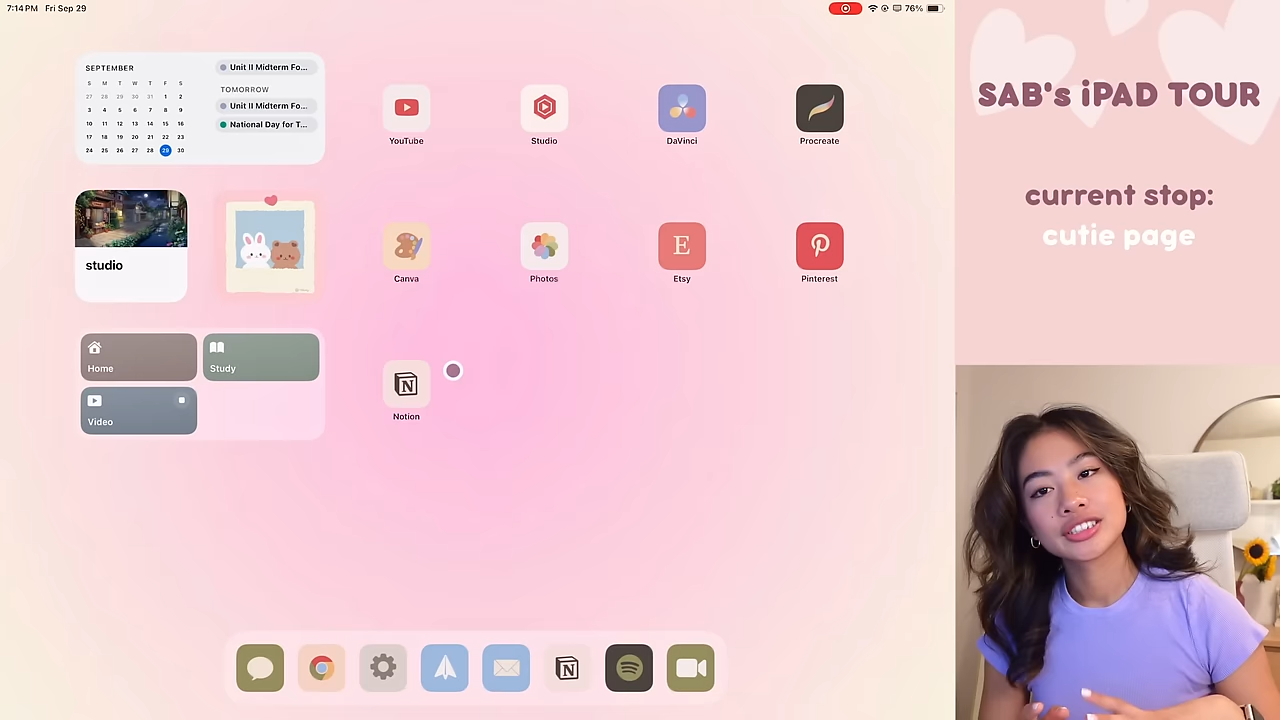 7:14 PM Fri Sep 29
76%
SEPTEMBER
S M T W T F S
27 28 29 30 31 1 2
3 4 5 6 7 8 9
10 11 12 13 14 15 16
17 18 19 20 21 22 23
24 25 26 27 28 29 30
Unit II Midterm Fo...
TOMORROW
Unit II Midterm Fo...
National Day for T...
YouTube
Studio
DaVinci
Procreate
studio
Canva
Photos
E
Etsy
Pinterest
Home
Study
Video
N
Notion
N
SAB's iPAD TOUR
current stop:
cutie page